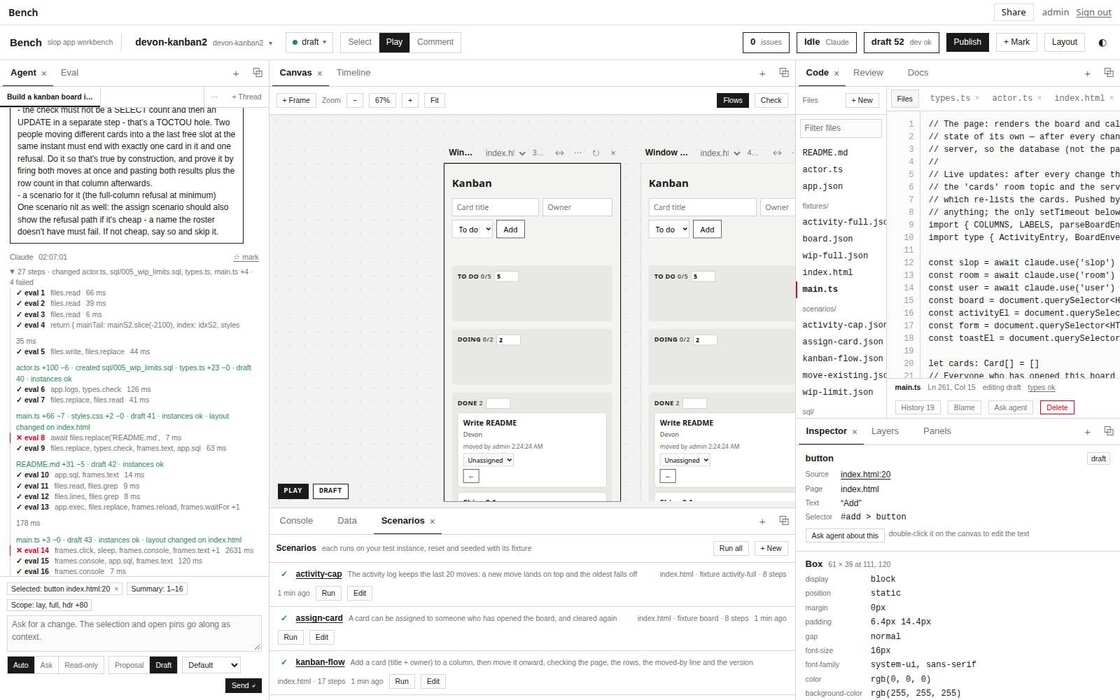 Bench
Share
admin Sign out
Bench slop app workbench
devon-kanban2 devon-kanban2
draft
Select Play Comment
0 issues
Idle Claude
draft 52 dev ok
Publish
+ Mark
Layout
Agent × Eval
Build a kanban board i...
+ Thread
- the check must not be a SELECT count and then an
UPDATE in a separate step - that's a TOCTOU hole. Two
people moving different cards into a the last free slot at the
same instant must end with exactly one card in it and one
refusal. Do it so that's true by construction, and prove it by
firing both moves at once and pasting both results plus the
row count in that column afterwards.
- a scenario for it (the full-column refusal at minimum)
One scenario nit as well: the assign scenario should also
show the refusal path if it's cheap - a name the roster
doesn't have must fail. If not cheap, say so and skip it.
Claude 02:07:01
☆ mark
▼ 27 steps · changed actor.ts, sql/005_wip_limits.sql, types.ts, main.ts +4 ·
4 failed
✓ eval 1 files.read 66 ms
✓ eval 2 files.read 39 ms
✓ eval 3 files.read 6 ms
✓ eval 4 return { mainTail: mainS2.slice(-2100), index: idxS2, styles
35 ms
✓ eval 5 files.write, files.replace 44 ms
actor.ts +100 −6 · created sql/005_wip_limits.sql · types.ts +23 −0 · draft
40 · instances ok
✓ eval 6 app.logs, types.check 126 ms
✓ eval 7 files.replace, files.read 41 ms
main.ts +66 −7 · styles.css +2 −0 · draft 41 · instances ok · layout
changed on index.html
✕ eval 8 await files.replace('README.md', 7 ms
✓ eval 9 files.replace, types.check, frames.text, app.sql 63 ms
README.md +31 −5 · draft 42 · instances ok
✓ eval 10 app.sql, frames.text 14 ms
✓ eval 11 files.read, files.grep 9 ms
✓ eval 12 files.lines, files.grep 8 ms
✓ eval 13 app.exec, files.replace, frames.reload, frames.waitFor +1
178 ms
main.ts +3 −0 · draft 43 · instances ok · layout changed on index.html
✕ eval 14 frames.click, sleep, frames.console, frames.text +1 2631 ms
✓ eval 15 frames.console, app.sql, frames.text 120 ms
✓ eval 16 frames.console 7 ms
Selected: button index.html:20 ×
Summary: 1–16
Scope: lay, full, hdr +80
Ask for a change. The selection and open pins go along as
context.
Auto Ask Read-only
Proposal Draft
Default
Send
Canvas × Timeline
+ Frame Zoom − 67% + Fit
Flows Check
Win... index.h 3...
Window ... index.h 4...
Kanban
Card title
Owner
To do
Add
TO DO 0/5 5
DOING 0/2 2
DONE 2
Write README
Devon
moved by admin 2:24:24 AM
Unassigned
←
Kanban
Card title
Owner
To do
Add
TO DO 0/5 5
DOING 0/2 2
DONE 2
Write README
Devon
moved by admin 2:24:24 AM
Unassigned
←
PLAY DRAFT
Console Data Scenarios ×
Scenarios each runs on your test instance, reset and seeded with its fixture
Run all
+ New
✓ activity-cap The activity log keeps the last 20 moves: a new move lands on top and the oldest falls off index.html · fixture activity-full · 8 steps
1 min ago Run Edit
✓ assign-card A card can be assigned to someone who has opened the board, and cleared again index.html · fixture board · 8 steps 1 min ago
Run Edit
✓ kanban-flow Add a card (title + owner) to a column, then move it onward, checking the page, the rows, the moved-by line and the version
index.html · 17 steps 1 min ago Run Edit
Code × Review Docs
Files + New
Filter files
README.md
actor.ts
app.json
fixtures/
activity-full.jsc
board.json
wip-full.json
index.html
main.ts
scenarios/
activity-cap.json
assign-card.json
kanban-flow.json
move-existing.jsc
wip-limit.json
sql/
Files types.ts × actor.ts × index.html ×
1 // The page: renders the board and cal
2 // state of its own — after every chan
3 // server, so the database (not the pa
4 //
5 // Live updates: after every change th
6 // the 'cards' room topic and the serv
7 // which re-lists the cards. Pushed by
8 // anything; the only setTimeout below
9 import { COLUMNS, LABELS, parseBoardEn
10 import type { ActivityEntry, BoardEnve
11
12 const slop = await claude.use('slop')
13 const room = await claude.use('room')
14 const user = await claude.use('user')
15 const board = document.querySelector<H
16 const activityEl = document.querySelec
17 const form = document.querySelector<HT
18 const toastEl = document.querySelector
19
20 let cards: Card[] = []
21 // Everyone who has opened this board
main.ts Ln 261, Col 15 editing draft types ok
History 19 Blame Ask agent Delete
Inspector × Layers Panels
button
draft
Source index.html:20
Page index.html
Text “Add”
Selector #add > button
Ask agent about this double-click it on the canvas to edit the text
Box 61 × 39 at 111, 120
display block
position static
margin 0px
padding 6.4px 14.4px
gap normal
font-size 16px
font-family system-ui, sans-serif
color rgb(0, 0, 0)
background-color rgb(255, 255, 255)